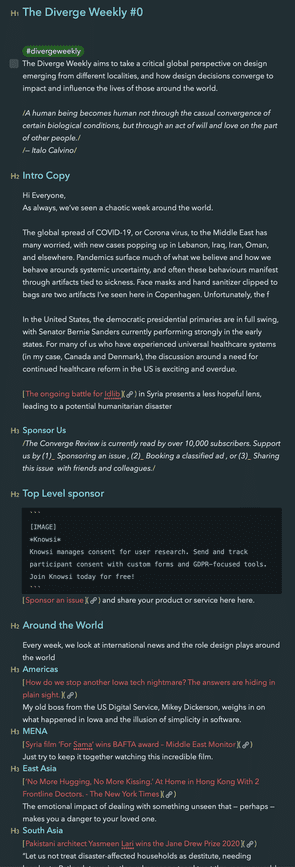 H1 The Diverge Weekly #0
#divergeweekly
The Diverge Weekly aims to take a critical global perspective on design
emerging from different localities, and how design decisions converge to
impact and influence the lives of those around the world.
/A human being becomes human not through the casual convergence of
certain biological conditions, but through an act of will and love on the part
of other people./
/— Italo Calvino/
H2 Intro Copy
Hi Everyone,
As always, we've seen a chaotic week around the world.
The global spread of COVID-19, or Corona virus, to the Middle East has
many worried, with new cases popping up in Lebanon, Iraq, Iran, Oman,
and elsewhere. Pandemics surface much of what we believe and how we
behave arounds systemic uncertainty, and often these behaviours manifest
through artifacts tied to sickness. Face masks and hand sanitizer clipped to
bags are two artifacts I've seen here in Copenhagen. Unfortunately, the f
In the United States, the democratic presidential primaries are in full swing,
with Senator Bernie Sanders currently performing strongly in the early
states. For many of us who have experienced universal healthcare systems
(in my case, Canada and Denmark), the discussion around a need for
continued healthcare reform in the US is exciting and overdue.
[The ongoing battle for Idlib]() in Syria presents a less hopeful lens,
leading to a potential humanitarian disaster
H3 Sponsor Us
/The Converge Review is currently read by over 10,000 subscribers. Support
us by (1)_ Sponsoring an issue , (2)_ Booking a classified ad , or (3)_ Sharing
this issue with friends and colleagues./
H2 Top Level sponsor
```
[IMAGE]
*Knowsi*
Knowsi manages consent for user research. Send and track
participant consent with custom forms and GDPR-focused tools.
Join Knowsi today for free!
```
[Sponsor an issue]() and share your product or service here here.
H2 Around the World
Every week, we look at international news and the role design plays around
the world
H3 Americas
[How do we stop another Iowa tech nightmare? The answers are hiding in
plain sight.]()
My old boss from the US Digital Service, Mikey Dickerson, weighs in on
what happened in Iowa and the illusion of simplicity in software.
H3 MENA
[Syria film 'For Sama' wins BAFTA award – Middle East Monitor]()
Just try to keep it together watching this incredible film.
H3 East Asia
['No More Hugging, No More Kissing.' At Home in Hong Kong With 2
Frontline Doctors. - The New York Times]()
The emotional impact of dealing with something unseen that — perhaps —
makes you a danger to your loved one.
H3 South Asia
[Pakistani architect Yasmeen Lari wins the Jane Drew Prize 2020]()
"Let us not treat disaster-affected households as destitute, needing